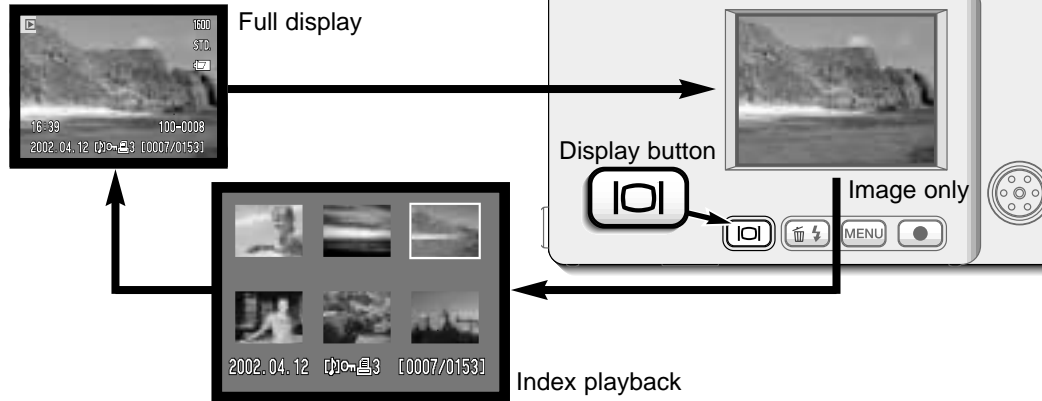 Full display
1600
STD.
16:39 100-0008
2002.04.12 3 [0007/0153]
Display button
Image only
MENU
2002.04.12 3 [0007/0153]
Index playback